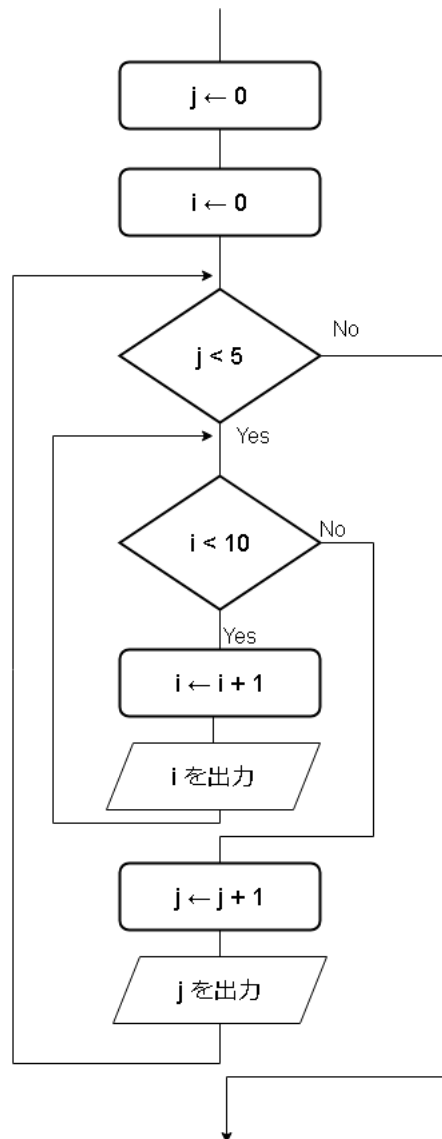 j ← 0
i ← 0
j < 5
No
Yes
i < 10
No
Yes
i ← i + 1
i を出力
j ← j + 1
j を出力